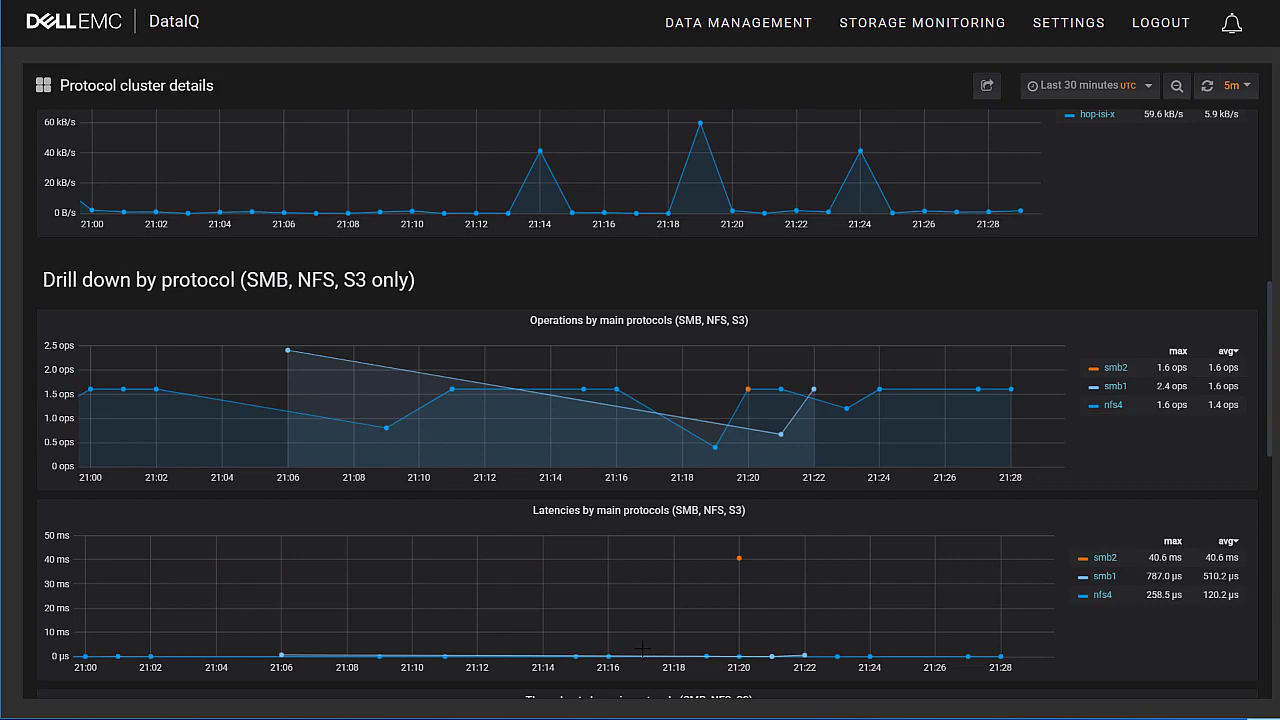 DELLEMC DataIQ DATA MANAGEMENT STORAGE MONITORING SETTINGS LOGOUT
Protocol cluster details Last 30 minutes UTC 5m
60 kB/s
40 kB/s
20 kB/s
0 B/s
21:00 21:02 21:04 21:06 21:08 21:10 21:12 21:14 21:16 21:18 21:20 21:22 21:24 21:26 21:28
hop-isi-x 59.6 kB/s 5.9 kB/s
Drill down by protocol (SMB, NFS, S3 only)
Operations by main protocols (SMB, NFS, S3)
2.5 ops
2.0 ops
1.5 ops
1.0 ops
0.5 ops
0 ops
21:00 21:02 21:04 21:06 21:08 21:10 21:12 21:14 21:16 21:18 21:20 21:22 21:24 21:26 21:28
max avg
smb2 1.6 ops 1.6 ops
smb1 2.4 ops 1.6 ops
nfs4 1.6 ops 1.4 ops
Latencies by main protocols (SMB, NFS, S3)
50 ms
40 ms
30 ms
20 ms
10 ms
0 µs
21:00 21:02 21:04 21:06 21:08 21:10 21:12 21:14 21:16 21:18 21:20 21:22 21:24 21:26 21:28
max avg
smb2 40.6 ms 40.6 ms
smb1 787.0 µs 510.2 µs
nfs4 258.5 µs 120.2 µs